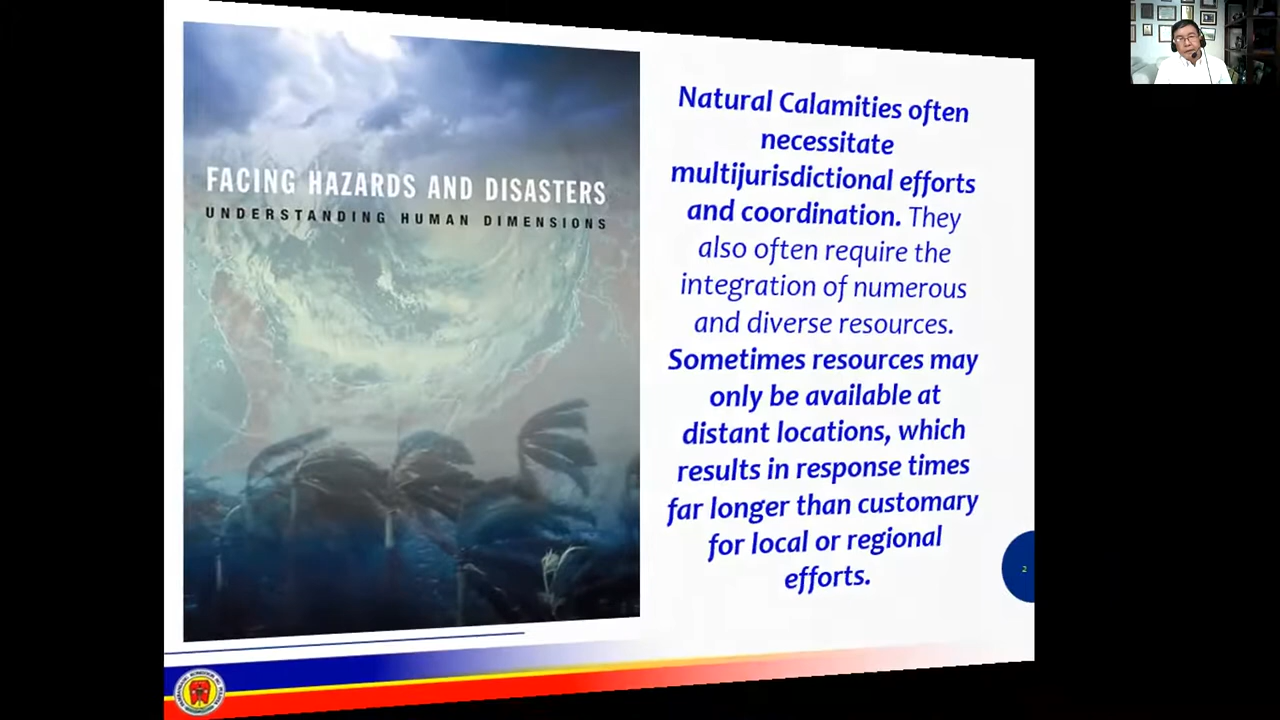 FACING HAZARDS AND DISASTERS
UNDERSTANDING HUMAN DIMENSIONS
Natural Calamities often
necessitate
multijurisdictional efforts
and coordination. They
also often require the
integration of numerous
and diverse resources.
Sometimes resources may
only be available at
distant locations, which
results in response times
far longer than customary
for local or regional
efforts.
2